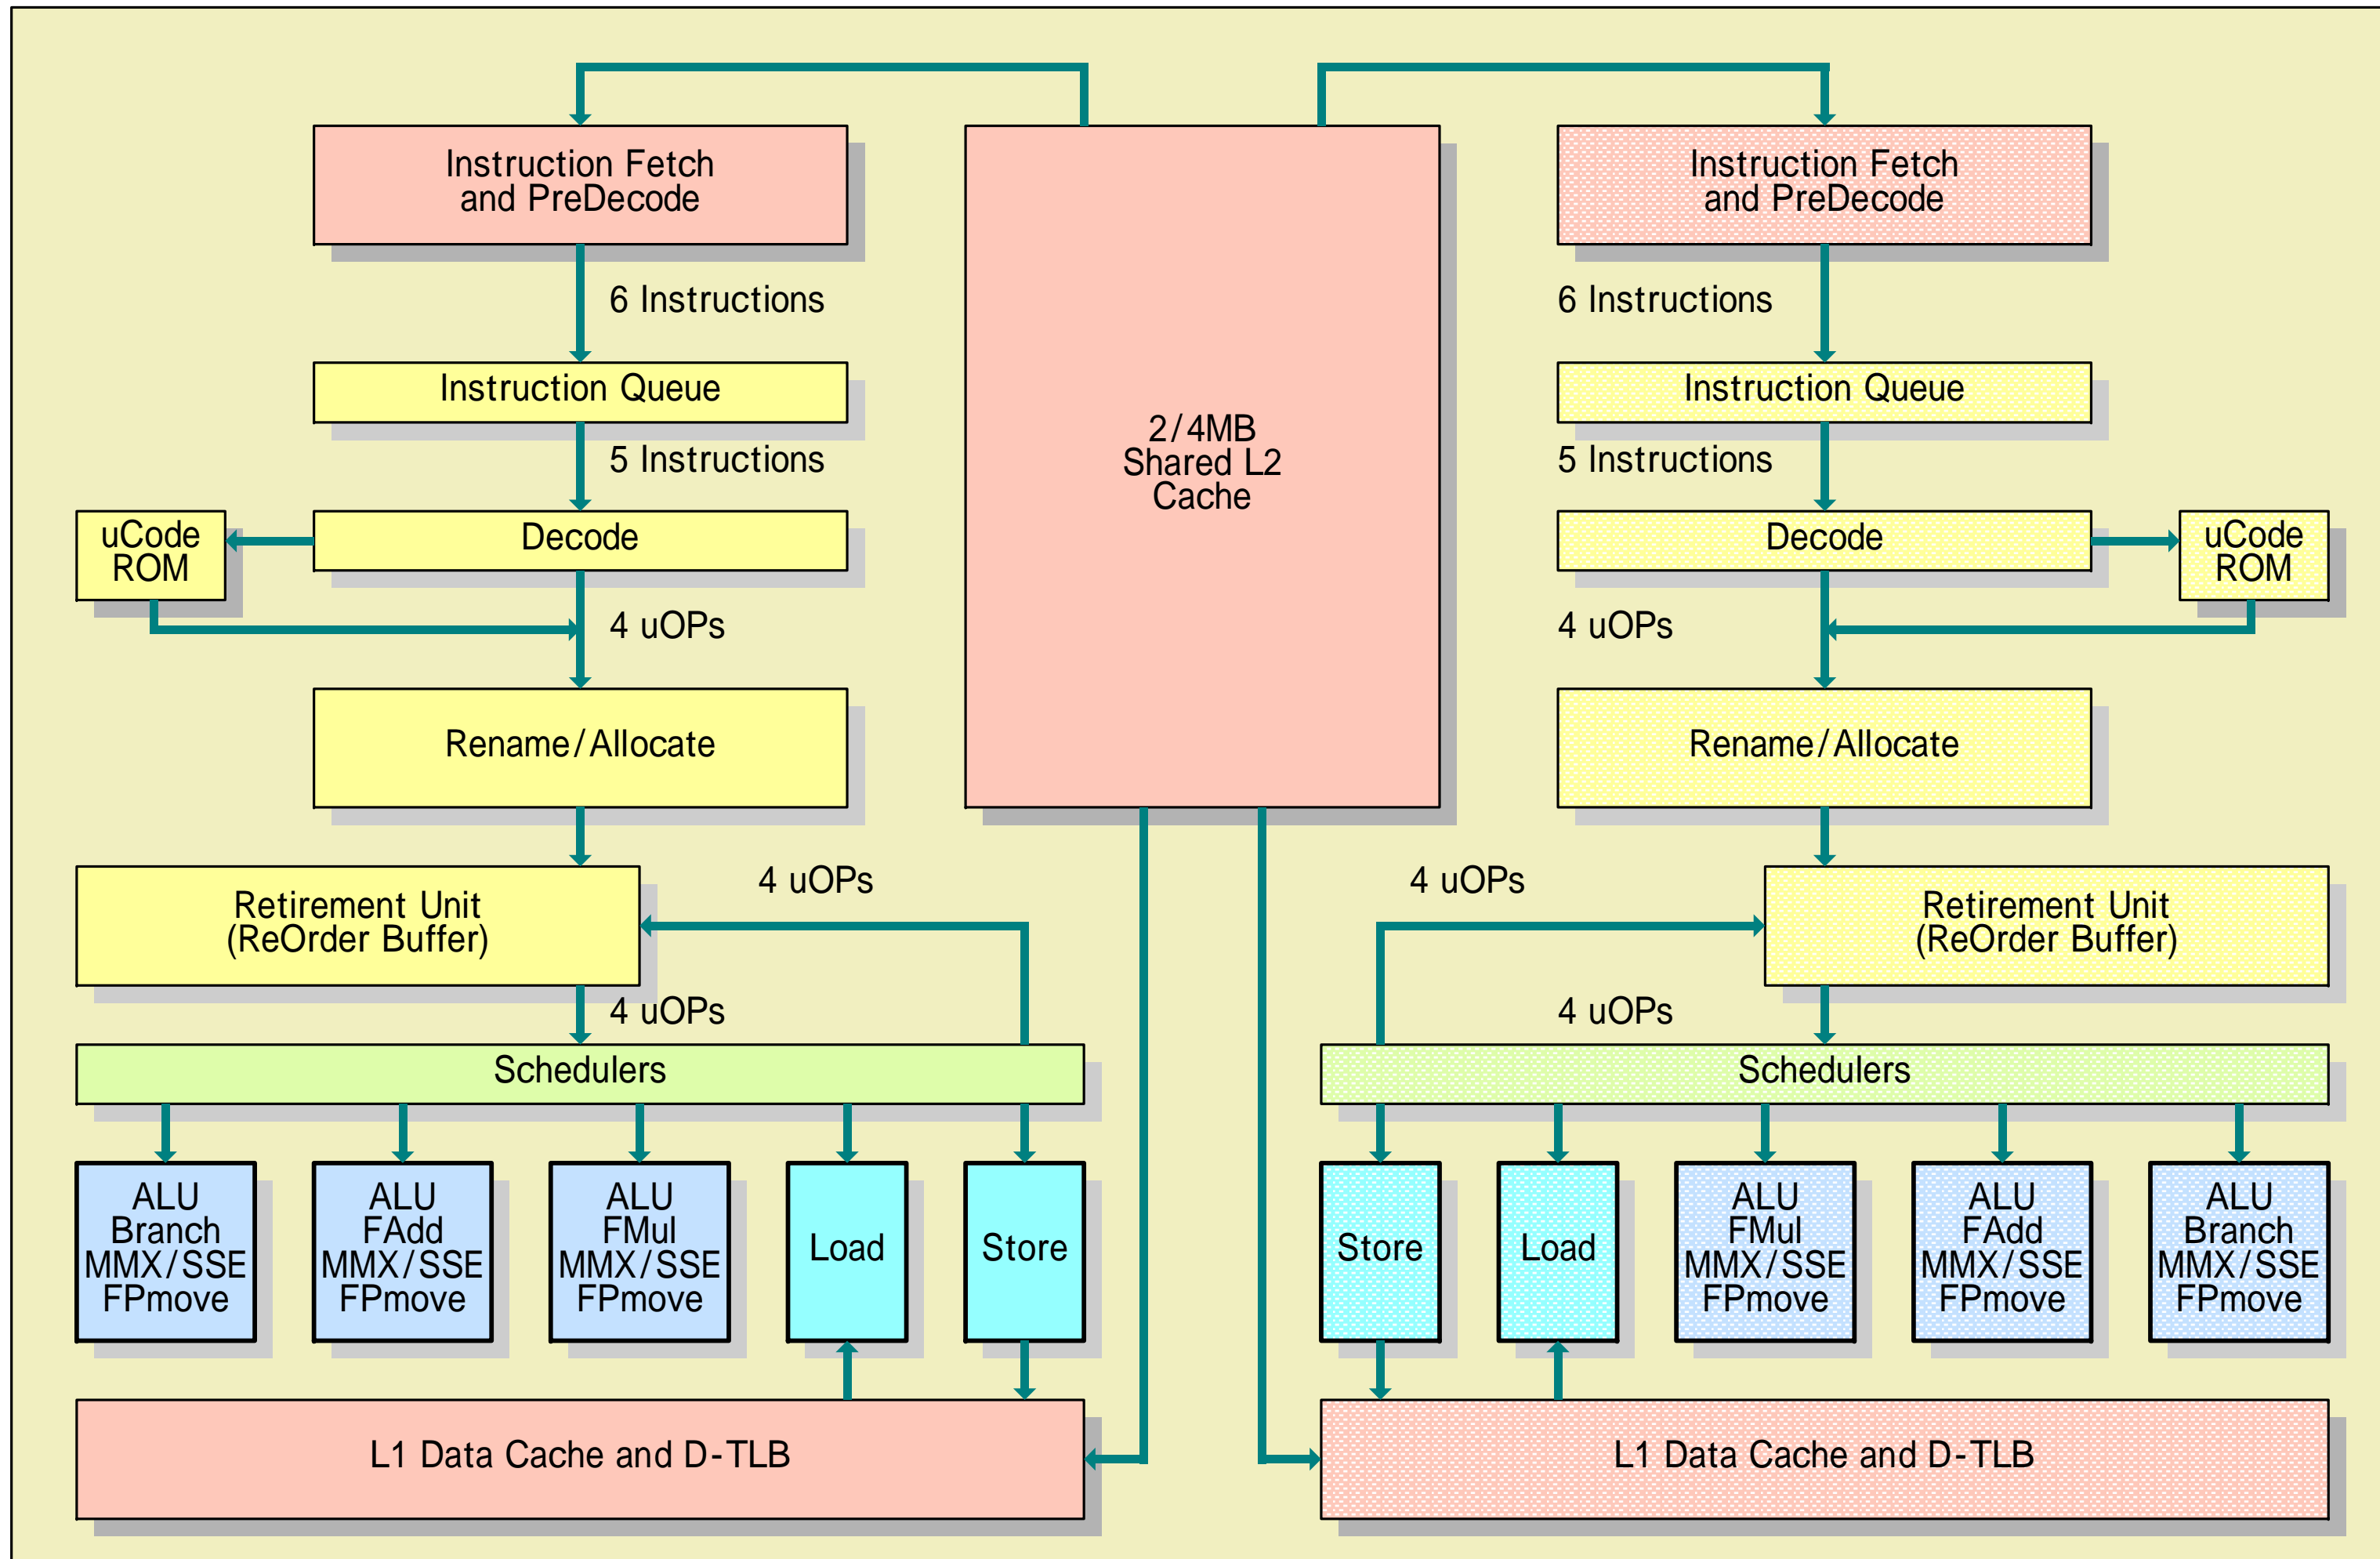 Instruction Fetch
and PreDecode
6 Instructions
Instruction Queue
5 Instructions
uCode
ROM
Decode
4 uOPs
Rename/Allocate
Retirement Unit
(ReOrder Buffer)
4 uOPs
4 uOPs
Schedulers
ALU
Branch
MMX/SSE
FPmove
ALU
FAdd
MMX/SSE
FPmove
ALU
FMul
MMX/SSE
FPmove
Load
Store
L1 Data Cache and D-TLB
2/4MB
Shared L2
Cache
Instruction Fetch
and PreDecode
6 Instructions
Instruction Queue
5 Instructions
Decode
uCode
ROM
4 uOPs
Rename/Allocate
4 uOPs
Retirement Unit
(ReOrder Buffer)
4 uOPs
Schedulers
Store
Load
ALU
FMul
MMX/SSE
FPmove
ALU
FAdd
MMX/SSE
FPmove
ALU
Branch
MMX/SSE
FPmove
L1 Data Cache and D-TLB